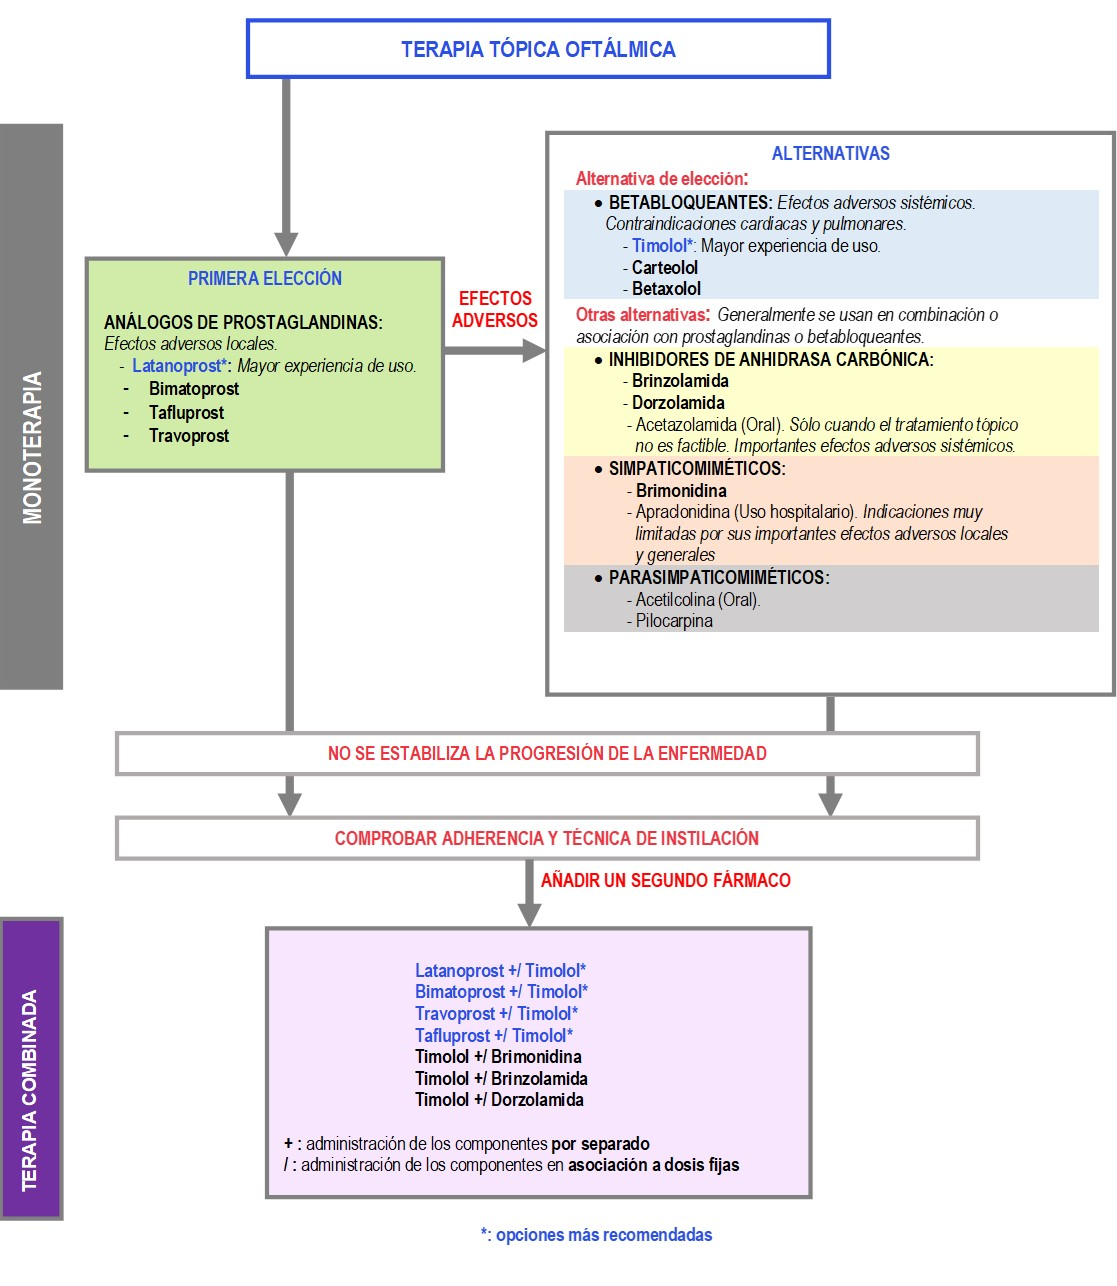 TERAPIA TÓPICA OFTÁLMICA
MONOTERAPIA
PRIMERA ELECCIÓN
ANÁLOGOS DE PROSTAGLANDINAS:
Efectos adversos locales.
- Latanoprost*: Mayor experiencia de uso.
- Bimatoprost
- Tafluprost
- Travoprost
EFECTOS
ADVERSOS
ALTERNATIVAS
Alternativa de elección:
• BETABLOQUEANTES: Efectos adversos sistémicos.
Contraindicaciones cardiacas y pulmonares.
- Timolol*: Mayor experiencia de uso.
- Carteolol
- Betaxolol
Otras alternativas: Generalmente se usan en combinación o
asociación con prostaglandinas o betabloqueantes.
• INHIBIDORES DE ANHIDRASA CARBÓNICA:
- Brinzolamida
- Dorzolamida
- Acetazolamida (Oral). Sólo cuando el tratamiento tópico
no es factible. Importantes efectos adversos sistémicos.
• SIMPATICOMIMÉTICOS:
- Brimonidina
- Apraclonidina (Uso hospitalario). Indicaciones muy
limitadas por sus importantes efectos adversos locales
y generales
• PARASIMPATICOMIMÉTICOS:
- Acetilcolina (Oral).
- Pilocarpina
NO SE ESTABILIZA LA PROGRESIÓN DE LA ENFERMEDAD
COMPROBAR ADHERENCIA Y TÉCNICA DE INSTILACIÓN
AÑADIR UN SEGUNDO FÁRMACO
TERAPIA COMBINADA
Latanoprost +/ Timolol*
Bimatoprost +/ Timolol*
Travoprost +/ Timolol*
Tafluprost +/ Timolol*
Timolol +/ Brimonidina
Timolol +/ Brinzolamida
Timolol +/ Dorzolamida
+ : administración de los componentes por separado
/ : administración de los componentes en asociación a dosis fijas
*: opciones más recomendadas